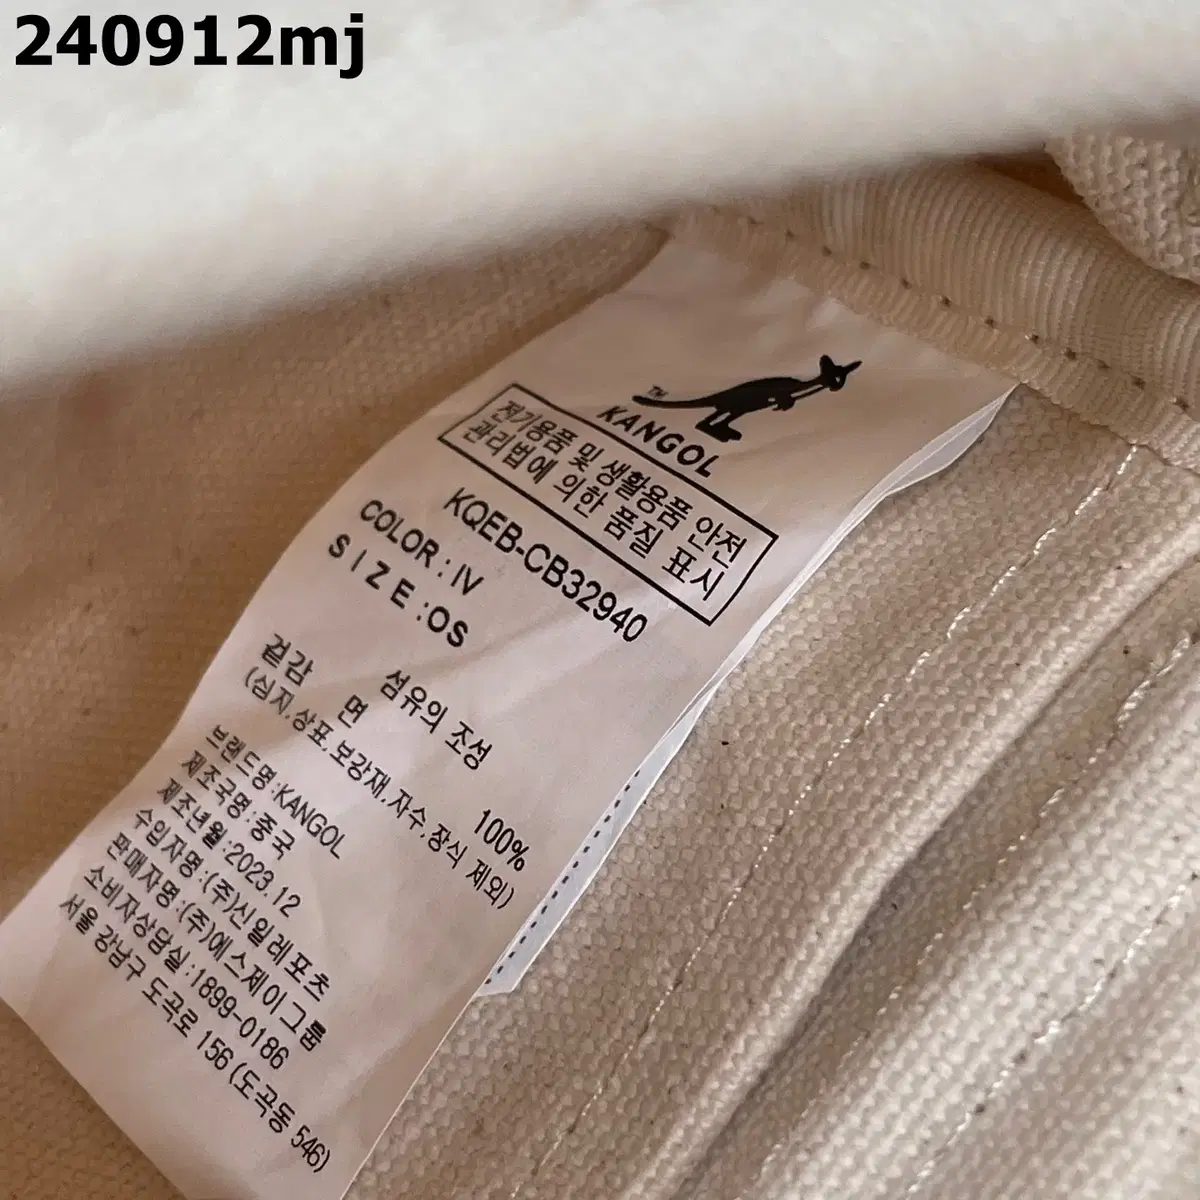 240912mj
TM
KANGOL
전기용품 및 생활용품 안전
관리법에 의한 품질 표시
KQEB-CB32940
COLOR : IV
SIZE : OS
섬유의 조성
겉감 면 100%
(심지,상표,보강재,자수,장식 제외)
브랜드명:KANGOL
제조국명:중국
제조년월:2023.12
수입자명:(주)신일레포츠
판매자명:(주)에스제이그룹
소비자상담실:1899-0186
서울 강남구 도곡로 156 (도곡동 546)